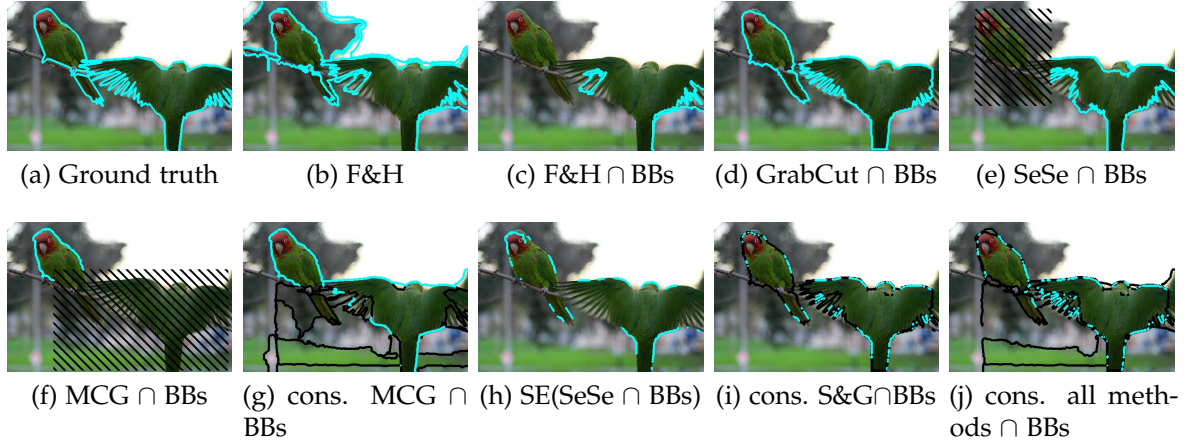 (a) Ground truth
(b) F&H
(c) F&H ∩ BBs
(d) GrabCut ∩ BBs
(e) SeSe ∩ BBs
(f) MCG ∩ BBs
(g) cons. MCG ∩
BBs
(h) SE(SeSe ∩ BBs)
(i) cons. S&G∩BBs
(j) cons. all meth-
ods ∩ BBs